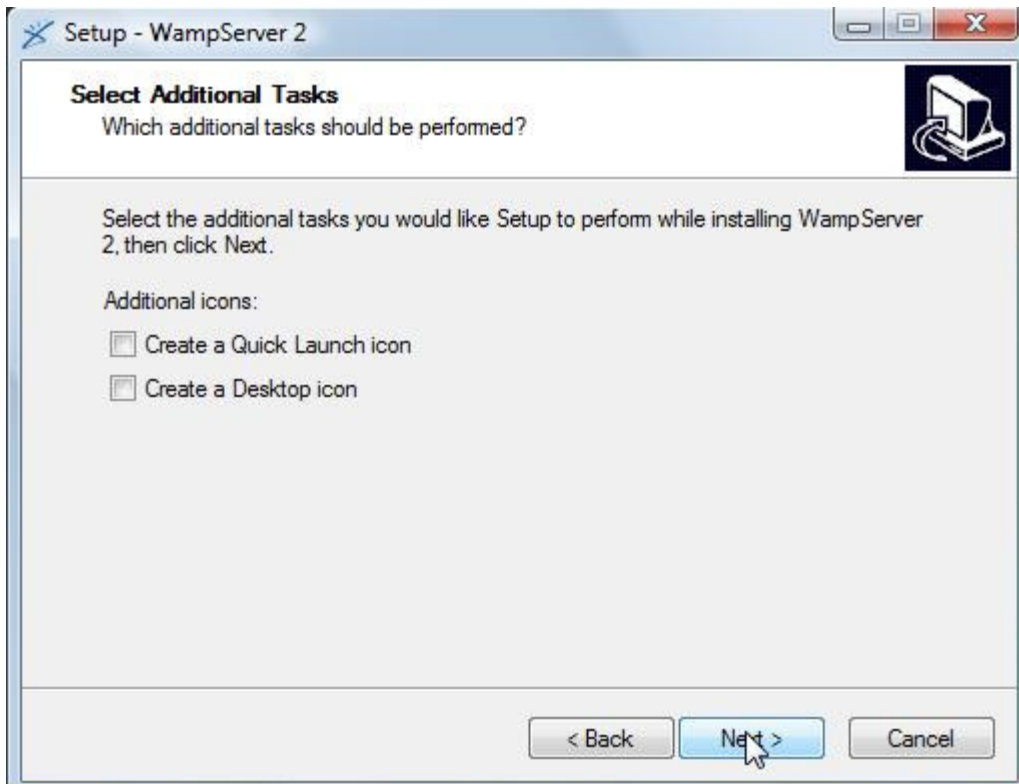 Setup - WampServer 2
Select Additional Tasks
Which additional tasks should be performed?
Select the additional tasks you would like Setup to perform while installing WampServer
2, then click Next.
Additional icons:
Create a Quick Launch icon
Create a Desktop icon
< Back
Next >
Cancel